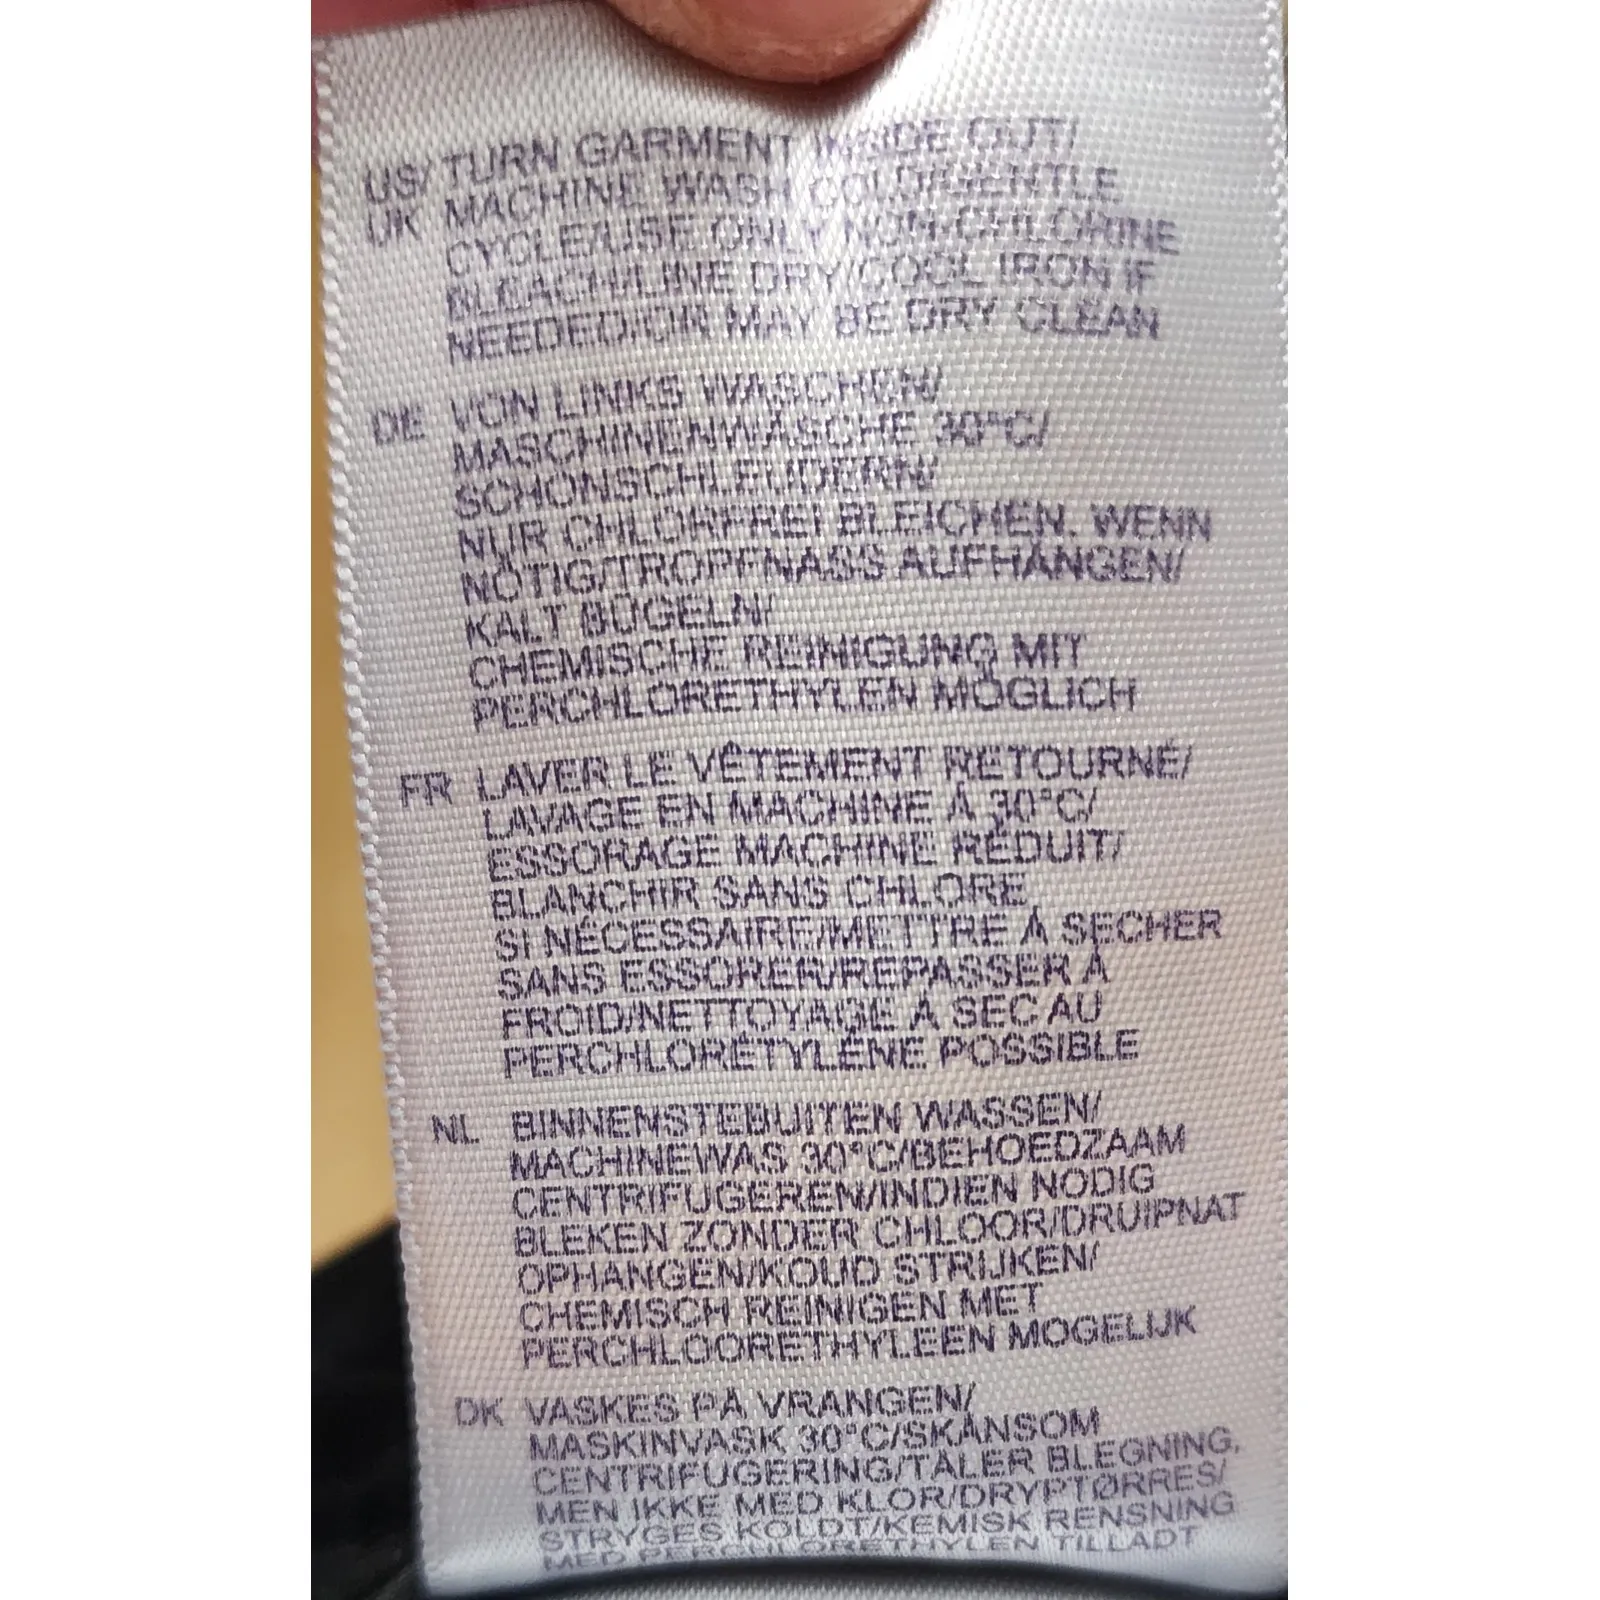 US/ TURN GARMENT INSIDE OUT/
UK MACHINE WASH COLD/GENTLE
CYCLE/USE ONLY NON-CHLORINE
BLEACH/LINE DRY/COOL IRON IF
NEEDED/OR MAY BE DRY CLEAN
DE VON LINKS WASCHEN/
MASCHINENWÄSCHE 30°C/
SCHONSCHLEUDERN/
NUR CHLORFREI BLEICHEN, WENN
NÖTIG/TROPFNASS AUFHÄNGEN/
KALT BÜGELN/
CHEMISCHE REINIGUNG MIT
PERCHLORETHYLEN MÖGLICH
FR LAVER LE VÊTEMENT RETOURNÉ/
LAVAGE EN MACHINE À 30°C/
ESSORAGE MACHINE RÉDUIT/
BLANCHIR SANS CHLORE
SI NÉCESSAIRE/METTRE À SECHER
SANS ESSORER/REPASSER À
FROID/NETTOYAGE À SEC AU
PERCHLORÉTYLÈNE POSSIBLE
NL BINNENSTEBUITEN WASSEN/
MACHINEWAS 30°C/BEHOEDZAAM
CENTRIFUGEREN/INDIEN NODIG
BLEKEN ZONDER CHLOOR/DRUIPNAT
OPHANGEN/KOUD STRIJKEN/
CHEMISCH REINIGEN MET
PERCHLOORETHYLEEN MOGELIJK
DK VASKES PÅ VRANGEN/
MASKINVASK 30°C/SKÅNSOM
CENTRIFUGERING/TÅLER BLEGNING,
MEN IKKE MED KLOR/DRYPTØRRES/
STRYGES KOLDT/KEMISK RENSNING
MED PERCHLORETHYLEN TILLADT